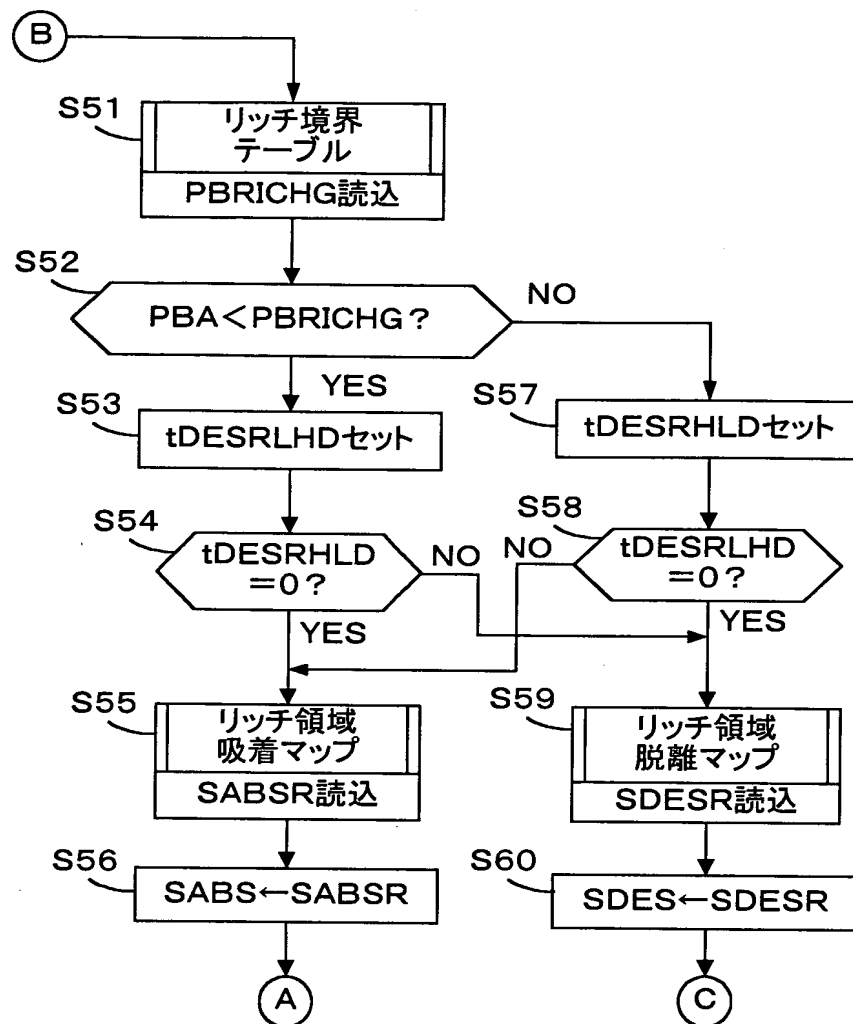 B
S51
リッチ境界
テーブル
PBRICHG読込
S52
PBA<PBRICHG?
NO
YES
S53
tDESRLHDセット
S57
tDESRHLDセット
S54
tDESRHLD
=0?
NO
YES
S58
tDESRLHD
=0?
NO
YES
S55
リッチ領域
吸着マップ
SABSR読込
S59
リッチ領域
脱離マップ
SDESR読込
S56
SABS←SABSR
S60
SDES←SDESR
A
C